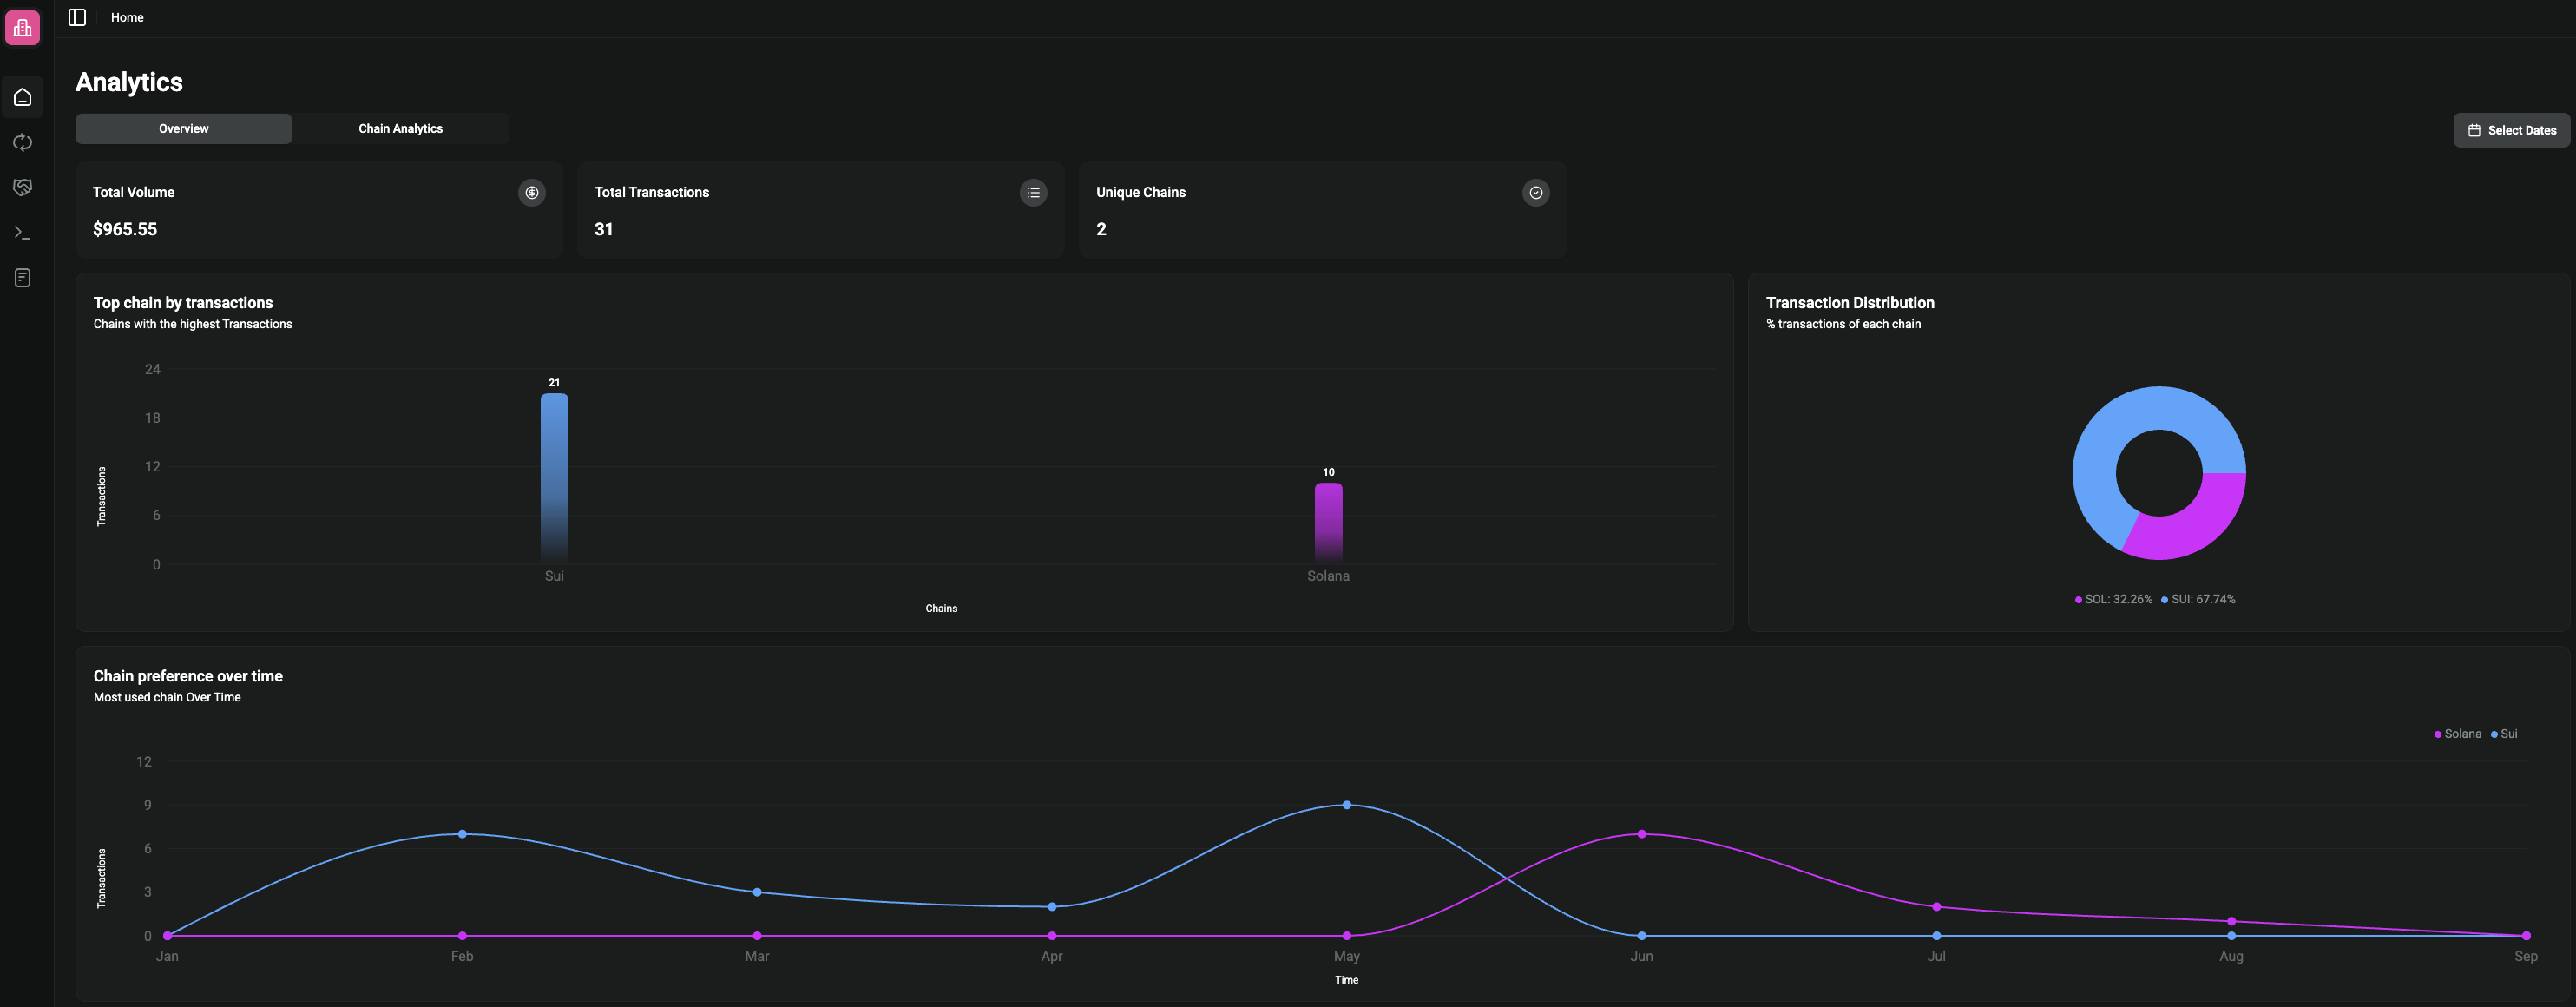 Home
Analytics
Overview
Chain Analytics
Select Dates
Total Volume
$965.55
Total Transactions
31
Unique Chains
2
Top chain by transactions
Chains with the highest Transactions
24
18
12
6
0
Transactions
21
10
Sui
Solana
Chains
Transaction Distribution
% transactions of each chain
SOL: 32.26% SUI: 67.74%
Chain preference over time
Most used chain Over Time
Solana Sui
12
9
6
3
0
Transactions
Jan Feb Mar Apr May Jun Jul Aug Sep
Time